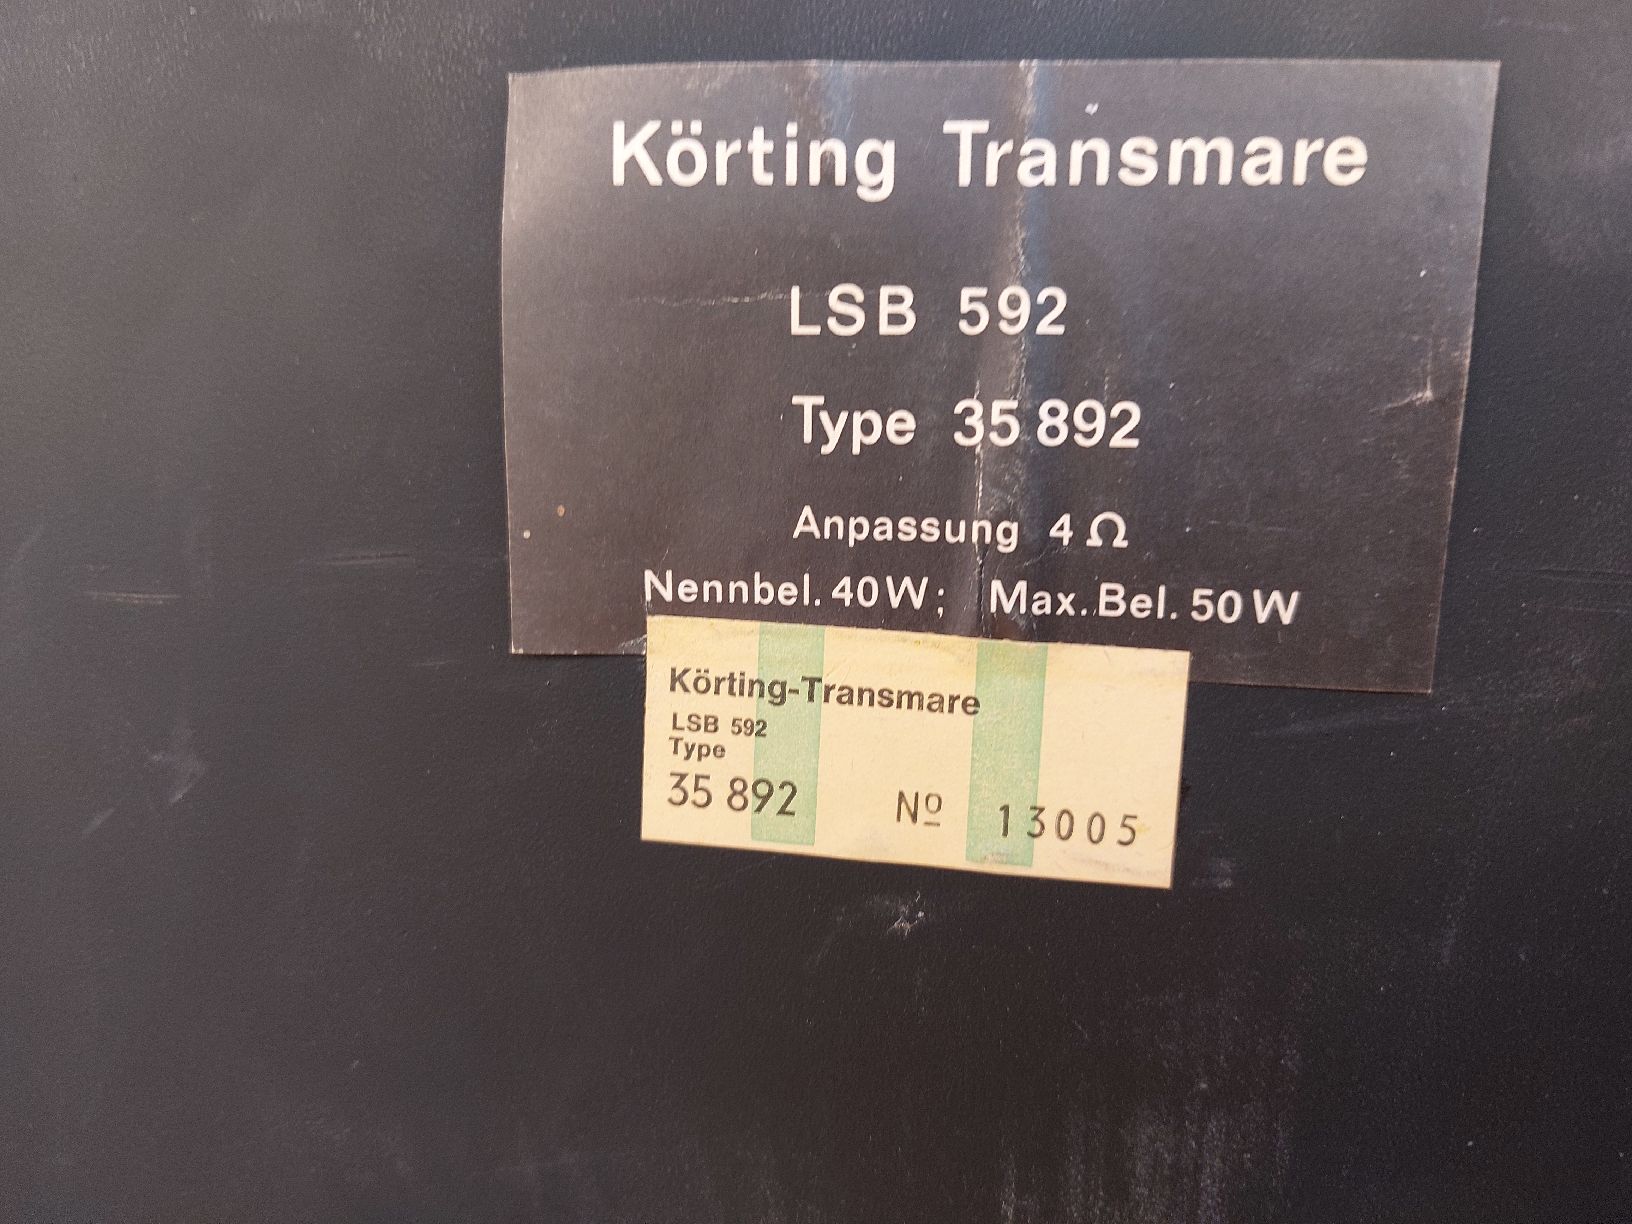 Körting Transmare
LSB 592
Type 35 892
Anpassung 4 Ω
Nennbel. 40 W; Max. Bel. 50 W
Körting-Transmare
LSB 592
Type
35 892 Nº 13005